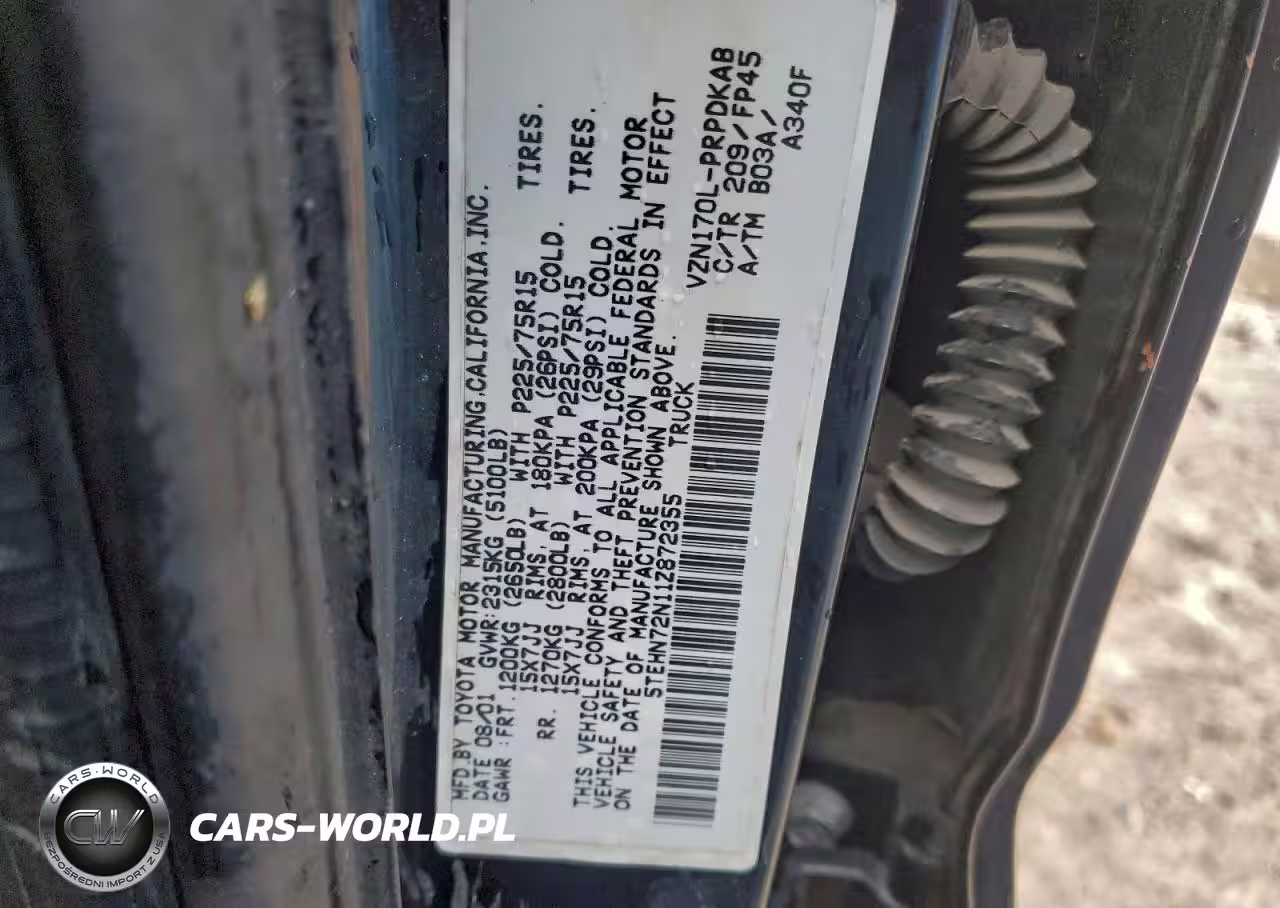 MFD.BY TOYOTA MOTOR MANUFACTURING.CALIFORNIA.INC.
DATE 08/01 GVWR:2315KG (5100LB)
GAWR :FRT.1200KG (2650LB) WITH P225/75R15 TIRES.
15X7JJ RIMS, AT 180KPA (26PSI) COLD.
RR. 1270KG (2800LB) WITH P225/75R15 TIRES.
15X7JJ RIMS, AT 200KPA (29PSI) COLD.
THIS VEHICLE CONFORMS TO ALL APPLICABLE FEDERAL MOTOR
VEHICLE SAFETY AND THEFT PREVENTION STANDARDS IN EFFECT
ON THE DATE OF MANUFACTURE SHOWN ABOVE.
5TEHN72N11Z872355 TRUCK
VZN170L-PRPDKAB
C/TR 209/FP45
A/TM B03A/
A340F
CARS-WORLD
CW
BEZPOŚREDNI IMPORT Z USA
CARS-WORLD.PL